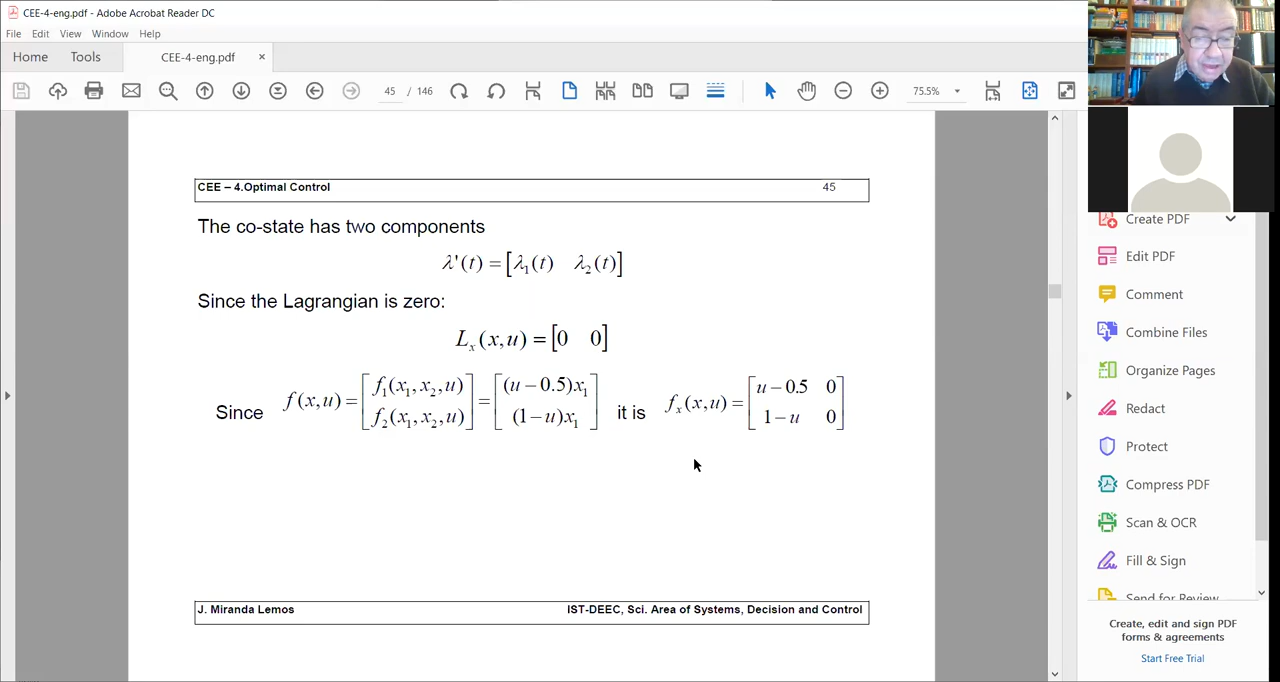 CEE-4-eng.pdf - Adobe Acrobat Reader DC
File Edit View Window Help
Home Tools CEE-4-eng.pdf ×
45 / 146 75.5%
CEE – 4.Optimal Control 45
The co-state has two components
λ'(t) = [λ₁(t) λ₂(t)]
Since the Lagrangian is zero:
Lₓ(x,u) = [0 0]
Since f(x,u) = [f₁(x₁,x₂,u) f₂(x₁,x₂,u)] = [(u−0.5)x₁ (1−u)x₁] it is fₓ(x,u) = [u−0.5 0 1−u 0]
J. Miranda Lemos IST-DEEC, Sci. Area of Systems, Decision and Control
Create PDF
Edit PDF
Comment
Combine Files
Organize Pages
Redact
Protect
Compress PDF
Scan & OCR
Fill & Sign
Send for Review
Create, edit and sign PDF
forms & agreements
Start Free Trial